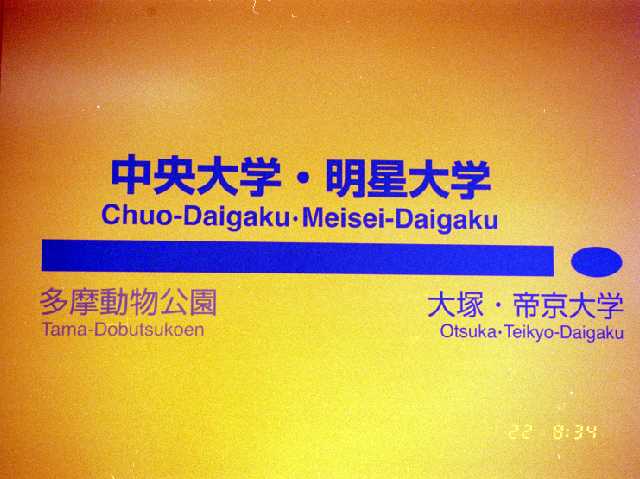 中央大学・明星大学
Chuo-Daigaku·Meisei-Daigaku
多摩動物公園
Tama-Dobutsukoen
大塚・帝京大学
Otsuka·Teikyo-Daigaku
22 8:34